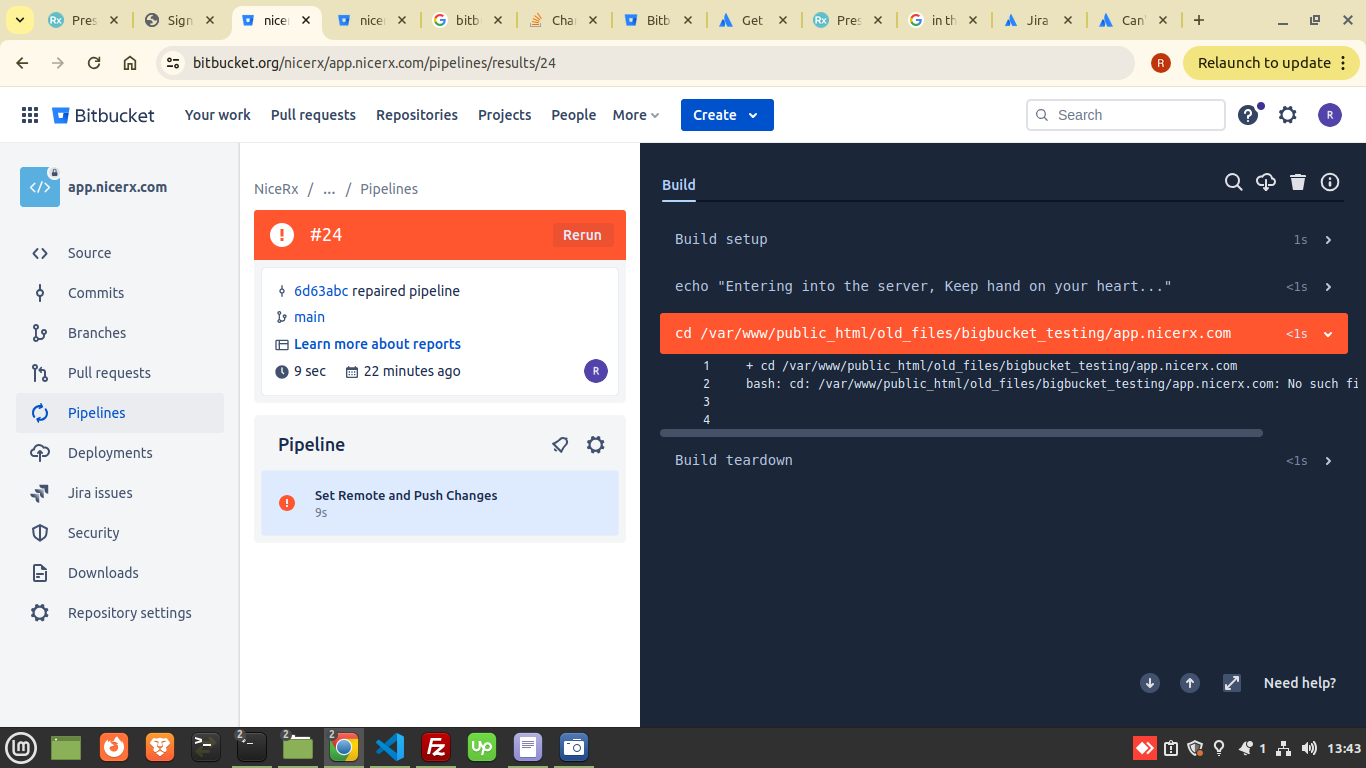 Pres
Sign
nicer
nice
bitb
Char
Bitb
Get
Pres
in th
Jira
Can'
bitbucket.org/nicerx/app.nicerx.com/pipelines/results/24
R
Relaunch to update
Bitbucket
Your work
Pull requests
Repositories
Projects
People
More
Create
Search
R
app.nicerx.com
Source
Commits
Branches
Pull requests
Pipelines
Deployments
Jira issues
Security
Downloads
Repository settings
NiceRx / ... / Pipelines
#24
Rerun
6d63abc repaired pipeline
main
Learn more about reports
9 sec
22 minutes ago
R
Pipeline
Set Remote and Push Changes
9s
Build
Build setup 1s
echo "Entering into the server, Keep hand on your heart..." <1s
cd /var/www/public_html/old_files/bigbucket_testing/app.nicerx.com <1s
1 + cd /var/www/public_html/old_files/bigbucket_testing/app.nicerx.com
2 bash: cd: /var/www/public_html/old_files/bigbucket_testing/app.nicerx.com: No such fi
3
4
Build teardown <1s
Need help?
2
2
2
Fz
up
1
13:43